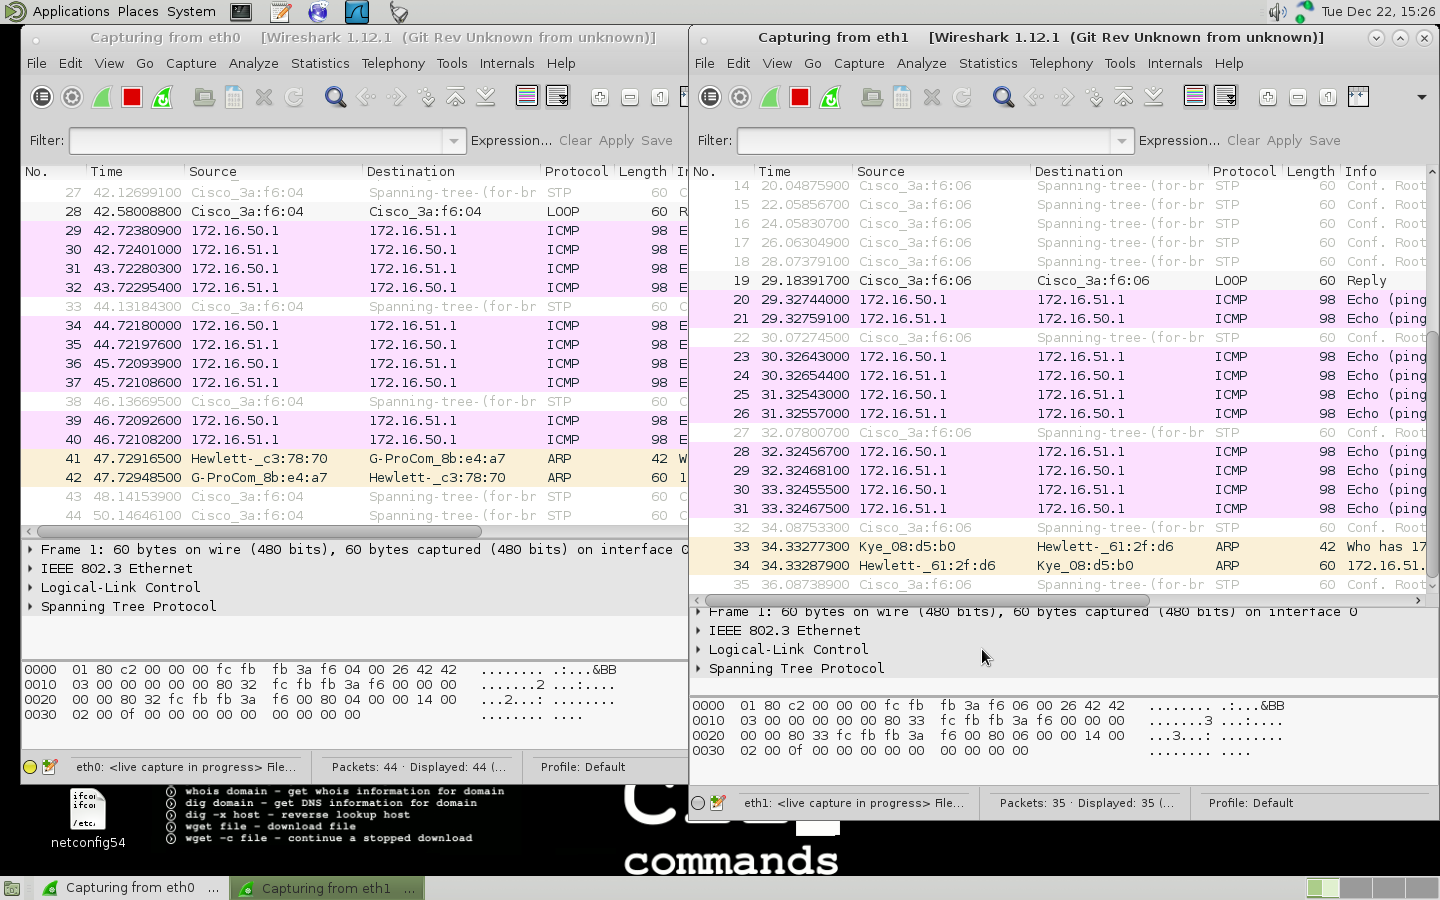 Applications Places System
Tue Dec 22, 15:26
Capturing from eth0 [Wireshark 1.12.1 (Git Rev Unknown from unknown)]
File Edit View Go Capture Analyze Statistics Telephony Tools Internals Help
Filter: Expression... Clear Apply Save
No. Time Source Destination Protocol Length In
27 42.12699100 Cisco_3a:f6:04 Spanning-tree-(for-br STP 60 C
28 42.58008800 Cisco_3a:f6:04 Cisco_3a:f6:04 LOOP 60 R
29 42.72380900 172.16.50.1 172.16.51.1 ICMP 98 E
30 42.72401000 172.16.51.1 172.16.50.1 ICMP 98 E
31 43.72280300 172.16.50.1 172.16.51.1 ICMP 98 E
32 43.72295400 172.16.51.1 172.16.50.1 ICMP 98 E
33 44.13184300 Cisco_3a:f6:04 Spanning-tree-(for-br STP 60 C
34 44.72180000 172.16.50.1 172.16.51.1 ICMP 98 E
35 44.72197600 172.16.51.1 172.16.50.1 ICMP 98 E
36 45.72093900 172.16.50.1 172.16.51.1 ICMP 98 E
37 45.72108600 172.16.51.1 172.16.50.1 ICMP 98 E
38 46.13669500 Cisco_3a:f6:04 Spanning-tree-(for-br STP 60 C
39 46.72092600 172.16.50.1 172.16.51.1 ICMP 98 E
40 46.72108200 172.16.51.1 172.16.50.1 ICMP 98 E
41 47.72916500 Hewlett-_c3:78:70 G-ProCom_8b:e4:a7 ARP 42 W
42 47.72948500 G-ProCom_8b:e4:a7 Hewlett-_c3:78:70 ARP 60 1
43 48.14153900 Cisco_3a:f6:04 Spanning-tree-(for-br STP 60 C
44 50.14646100 Cisco_3a:f6:04 Spanning-tree-(for-br STP 60 C
Frame 1: 60 bytes on wire (480 bits), 60 bytes captured (480 bits) on interface 0
IEEE 802.3 Ethernet
Logical-Link Control
Spanning Tree Protocol
0000 01 80 c2 00 00 00 fc fb fb 3a f6 04 00 26 42 42 ........ .:...&BB
0010 03 00 00 00 00 00 80 32 fc fb fb 3a f6 00 00 00 .......2 ...:....
0020 00 00 80 32 fc fb fb 3a f6 00 80 04 00 00 14 00 ...2...: ........
0030 02 00 0f 00 00 00 00 00 00 00 00 00 ........ ....
eth0: <live capture in progress> File... Packets: 44 · Displayed: 44 (... Profile: Default
Capturing from eth1 [Wireshark 1.12.1 (Git Rev Unknown from unknown)]
File Edit View Go Capture Analyze Statistics Telephony Tools Internals Help
Filter: Expression... Clear Apply Save
No. Time Source Destination Protocol Length Info
14 20.04875900 Cisco_3a:f6:06 Spanning-tree-(for-br STP 60 Conf. Root
15 22.05856700 Cisco_3a:f6:06 Spanning-tree-(for-br STP 60 Conf. Root
16 24.05830700 Cisco_3a:f6:06 Spanning-tree-(for-br STP 60 Conf. Root
17 26.06304900 Cisco_3a:f6:06 Spanning-tree-(for-br STP 60 Conf. Root
18 28.07379100 Cisco_3a:f6:06 Spanning-tree-(for-br STP 60 Conf. Root
19 29.18391700 Cisco_3a:f6:06 Cisco_3a:f6:06 LOOP 60 Reply
20 29.32744000 172.16.50.1 172.16.51.1 ICMP 98 Echo (ping
21 29.32759100 172.16.51.1 172.16.50.1 ICMP 98 Echo (ping
22 30.07274500 Cisco_3a:f6:06 Spanning-tree-(for-br STP 60 Conf. Root
23 30.32643000 172.16.50.1 172.16.51.1 ICMP 98 Echo (ping
24 30.32654400 172.16.51.1 172.16.50.1 ICMP 98 Echo (ping
25 31.32543000 172.16.50.1 172.16.51.1 ICMP 98 Echo (ping
26 31.32557000 172.16.51.1 172.16.50.1 ICMP 98 Echo (ping
27 32.07800700 Cisco_3a:f6:06 Spanning-tree-(for-br STP 60 Conf. Root
28 32.32456700 172.16.50.1 172.16.51.1 ICMP 98 Echo (ping
29 32.32468100 172.16.51.1 172.16.50.1 ICMP 98 Echo (ping
30 33.32455500 172.16.50.1 172.16.51.1 ICMP 98 Echo (ping
31 33.32467500 172.16.51.1 172.16.50.1 ICMP 98 Echo (ping
32 34.08753300 Cisco_3a:f6:06 Spanning-tree-(for-br STP 60 Conf. Root
33 34.33277300 Kye_08:d5:b0 Hewlett-_61:2f:d6 ARP 42 Who has 17
34 34.33287900 Hewlett-_61:2f:d6 Kye_08:d5:b0 ARP 60 172.16.51.
35 36.08738900 Cisco_3a:f6:06 Spanning-tree-(for-br STP 60 Conf. Root
Frame 1: 60 bytes on wire (480 bits), 60 bytes captured (480 bits) on interface 0
IEEE 802.3 Ethernet
Logical-Link Control
Spanning Tree Protocol
0000 01 80 c2 00 00 00 fc fb fb 3a f6 06 00 26 42 42 ........ .:...&BB
0010 03 00 00 00 00 00 80 33 fc fb fb 3a f6 00 00 00 .......3 ...:....
0020 00 00 80 33 fc fb fb 3a f6 00 80 06 00 00 14 00 ...3...: ........
0030 02 00 0f 00 00 00 00 00 00 00 00 00 ........ ....
eth1: <live capture in progress> File... Packets: 35 · Displayed: 35 (... Profile: Default
netconfig54
whois domain - get whois information for domain
dig domain - get DNS information for domain
dig -x host - reverse lookup host
wget file - download file
wget -c file - continue a stopped download
commands
Capturing from eth0 ...
Capturing from eth1 ...